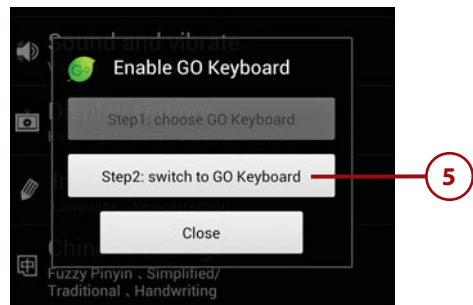 Sound and vibrate
Enable GO Keyboard
Step1: choose GO Keyboard
Step2: switch to GO Keyboard
5
Close
中
Fuzzy Pinyin 、Simplified/
Traditional 、Handwriting